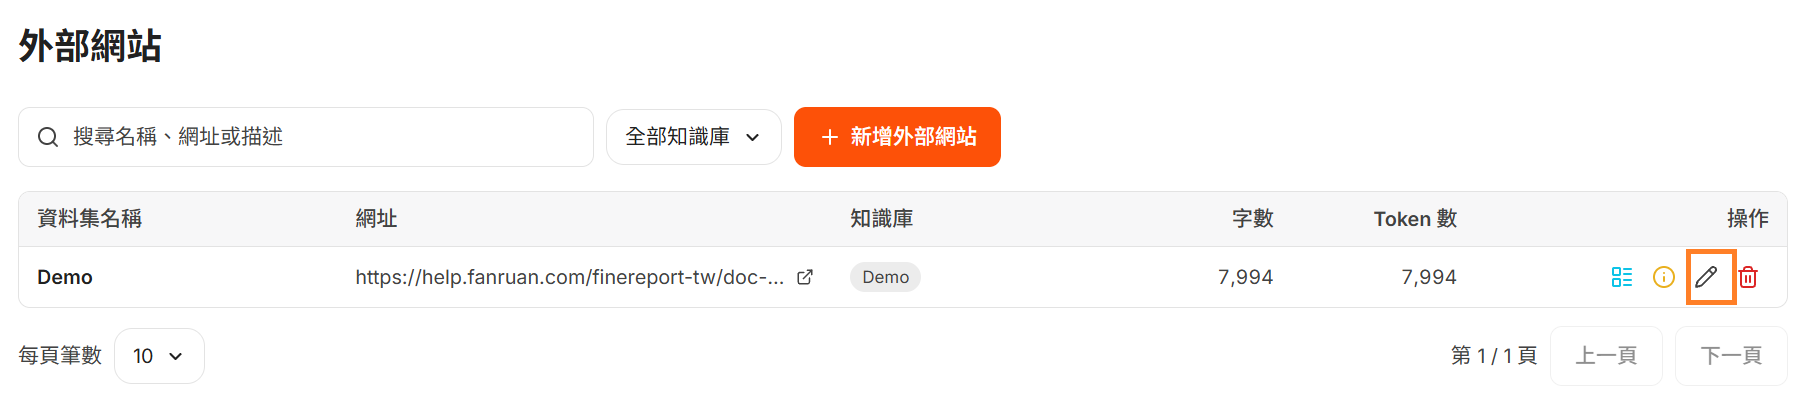 外部網站
搜尋名稱、網址或描述
全部知識庫
新增外部網站
資料集名稱 網址 知識庫 字數 Token 數 操作
Demo https://help.fanruan.com/finereport-tw/doc-... Demo 7,994 7,994
每頁筆數 10 第 1 / 1 頁 上一頁 下一頁